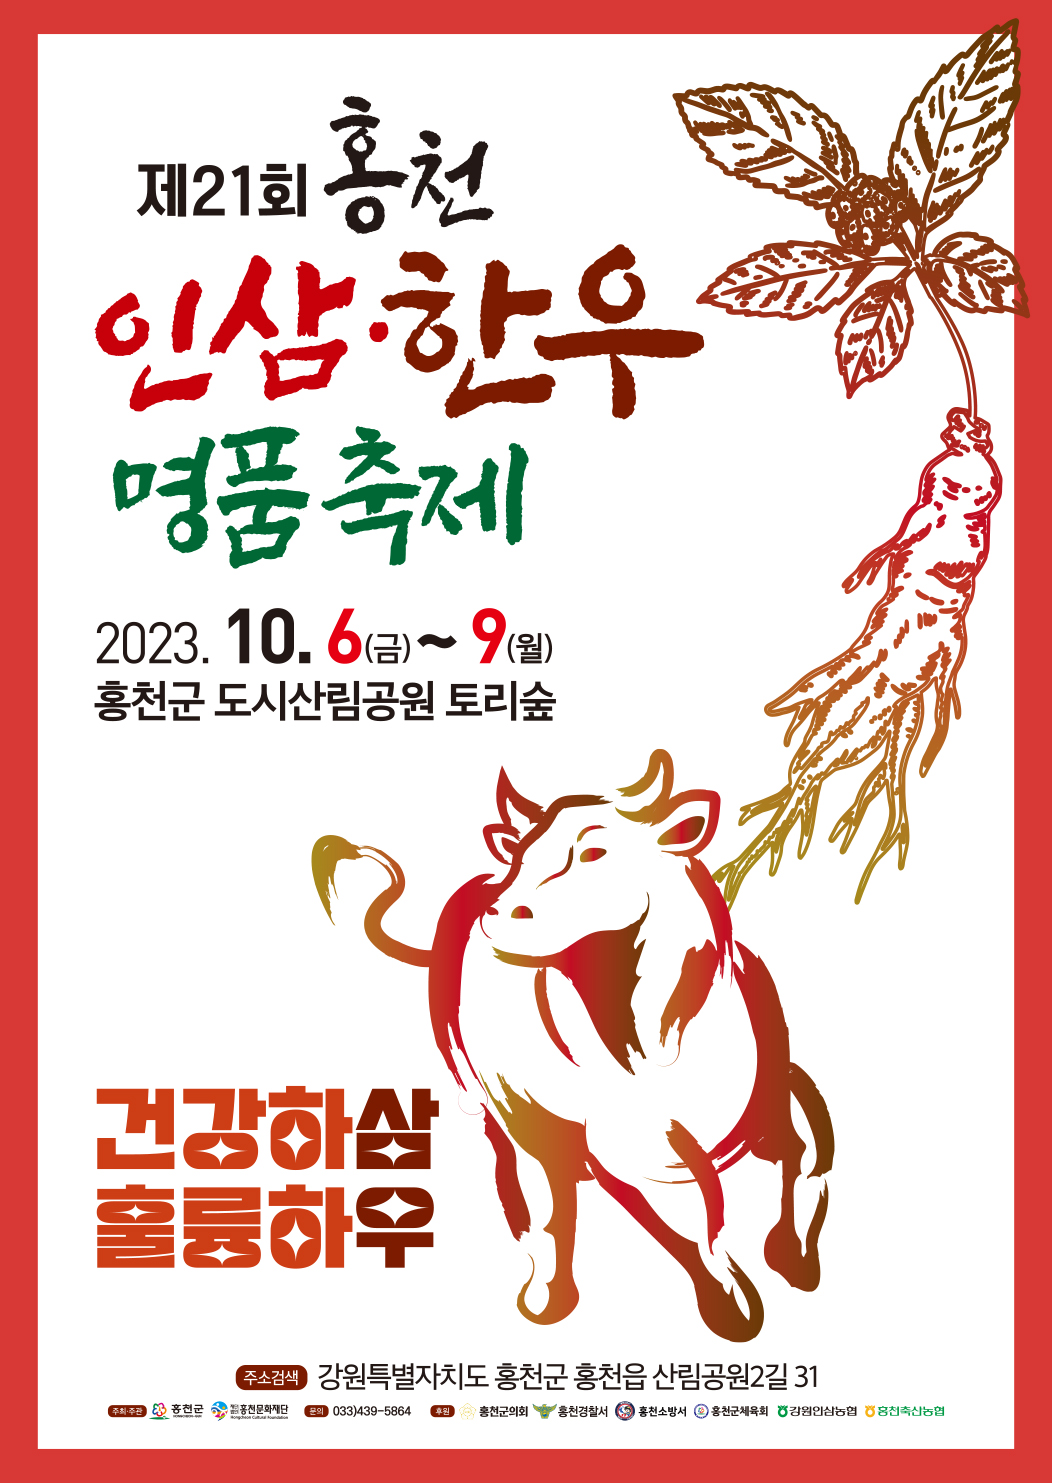 제21회 홍천
인삼·한우
명품 축제
2023. 10. 6(금) ~ 9(월)
홍천군 도시산림공원 토리숲
건강하삼
훌륭하우
주소검색 강원특별자치도 홍천군 홍천읍 산림공원2길 31
주최·주관 홍천군 HONGCHEON-GUN 홍천문화재단 Hongcheon Cultural Foundation 문의 033)439-5864 후원 홍천군의회 홍천경찰서 홍천소방서 홍천군체육회 강원인삼농협 홍천축산농협